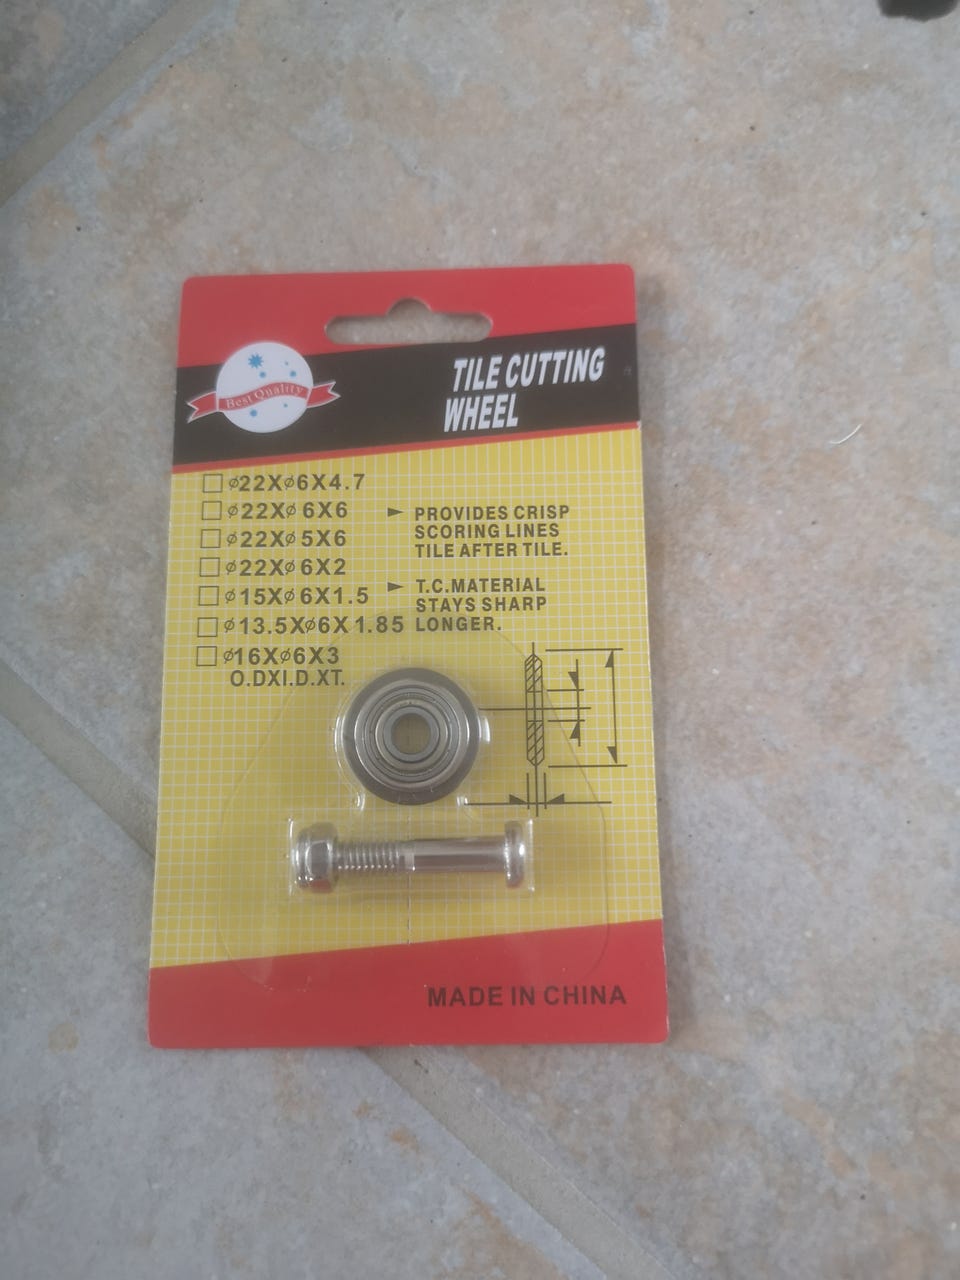 Best Quality
TILE CUTTING
WHEEL
□ ø22Xø6X4.7
□ ø22Xø6X6
□ ø22Xø5X6
□ ø22Xø6X2
□ ø15Xø6X1.5
□ ø13.5Xø6X1.85
□ ø16Xø6X3
O.DXI.D.XT.
► PROVIDES CRISP
SCORING LINES
TILE AFTER TILE.
► T.C.MATERIAL
STAYS SHARP
LONGER.
MADE IN CHINA